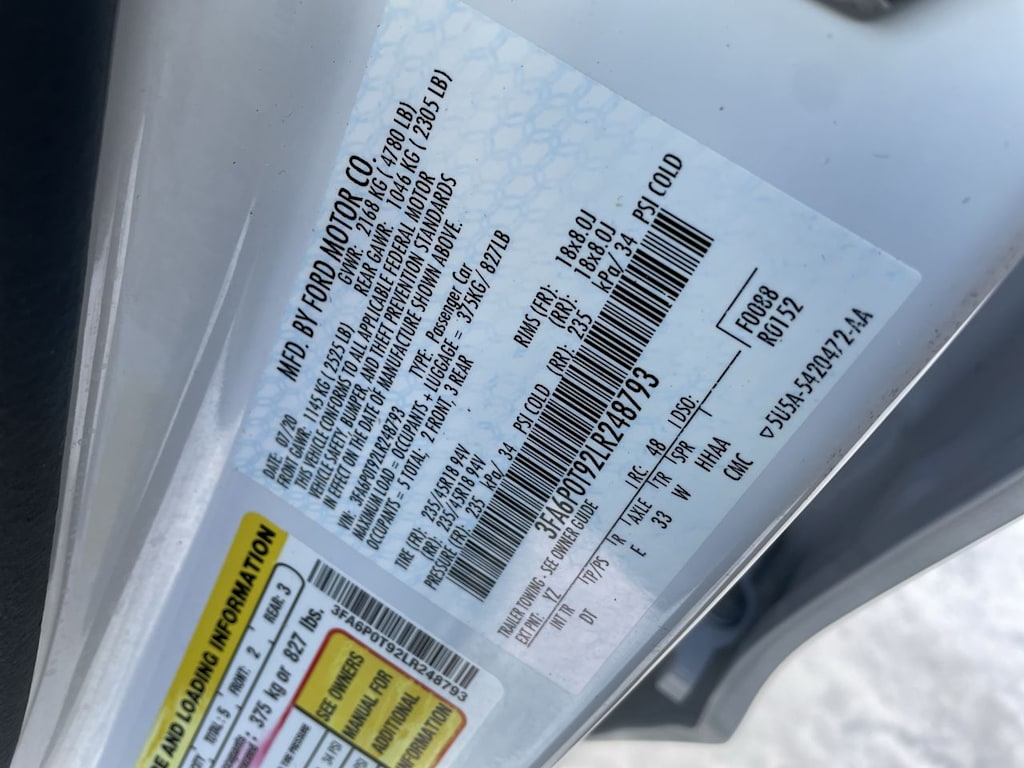 MFD. BY FORD MOTOR CO.
DATE: 07/20 GVWR: 2168 KG ( 4780 LB)
FRONT GAWR: 1145 KG ( 2525 LB) REAR GAWR: 1046 KG ( 2305 LB)
THIS VEHICLE CONFORMS TO ALL APPLICABLE FEDERAL MOTOR
VEHICLE SAFETY, BUMPER, AND THEFT PREVENTION STANDARDS
IN EFFECT ON THE DATE OF MANUFACTURE SHOWN ABOVE.
VIN: 3FA6P0T92LR248793 TYPE: Passenger Car
MAXIMUM LOAD = OCCUPANTS + LUGGAGE = 375KG/ 827LB
OCCUPANTS = 5 TOTAL; 2 FRONT, 3 REAR
TIRE (FR): 235/45R18 94V RIMS (FR): 18x8.0J
(RR): 235/45R18 94V (RR): 18x8.0J
PRESSURE (FR): 235 kPa/ 34 PSI COLD (RR): 235 kPa/ 34 PSI COLD
3FA6P0T92LR248793
TRAILER TOWING - SEE OWNER GUIDE
EXT PNT: YZ RC: 48 DSO: F0088
INT TR TP/PS R AXLE TR SPR RG152
DT E 33 W HHAA
CMC ▽5U5A-5420472-AA
E AND LOADING INFORMATION
TOTAL: 5 FRONT: 2 REAR: 3
375 kg or 827 lbs.
3FA6P0T92LR248793
SEE OWNERS
MANUAL FOR
ADDITIONAL
INFORMATION
34 PSI